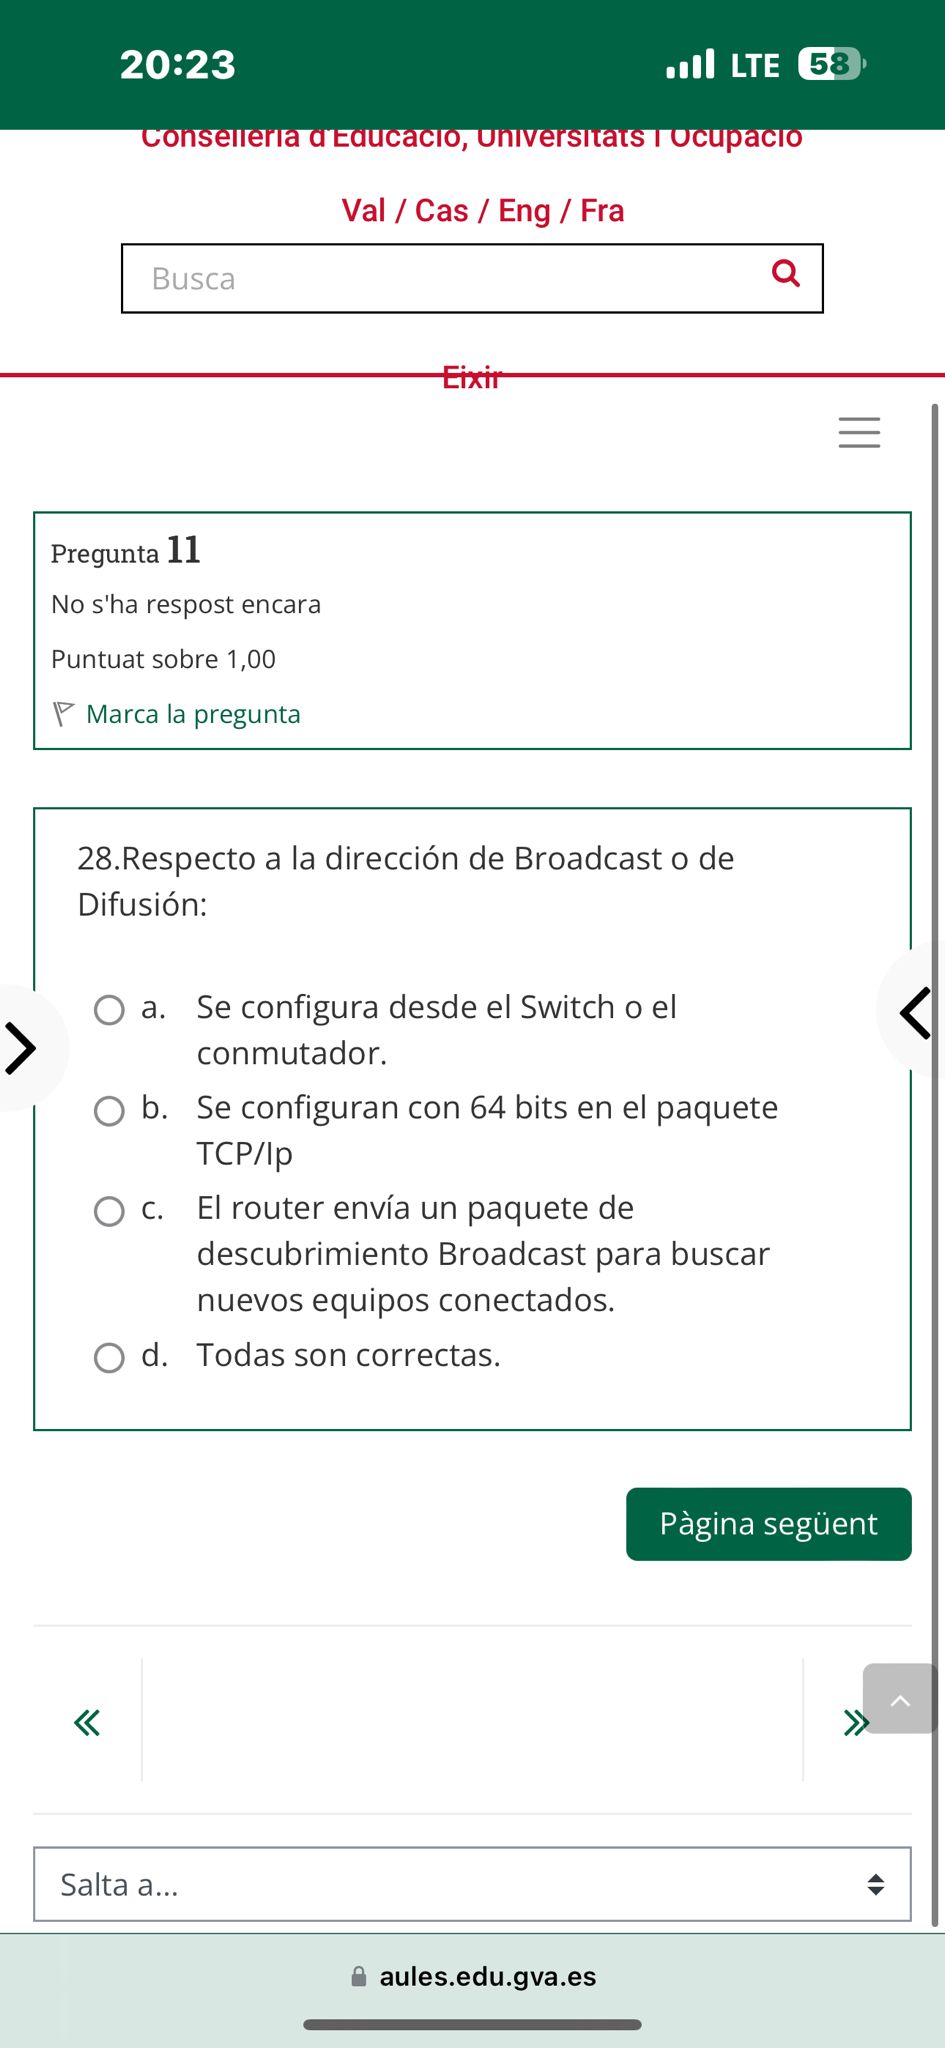 20:23
LTE 58
Conselleria d'Educació, Universitats i Ocupació
Val / Cas / Eng / Fra
Busca
Eixir
Pregunta 11
No s'ha respost encara
Puntuat sobre 1,00
Marca la pregunta
28.Respecto a la dirección de Broadcast o de
Difusión:
a. Se configura desde el Switch o el
conmutador.
b. Se configuran con 64 bits en el paquete
TCP/Ip
c. El router envía un paquete de
descubrimiento Broadcast para buscar
nuevos equipos conectados.
d. Todas son correctas.
Pàgina següent
Salta a...
aules.edu.gva.es